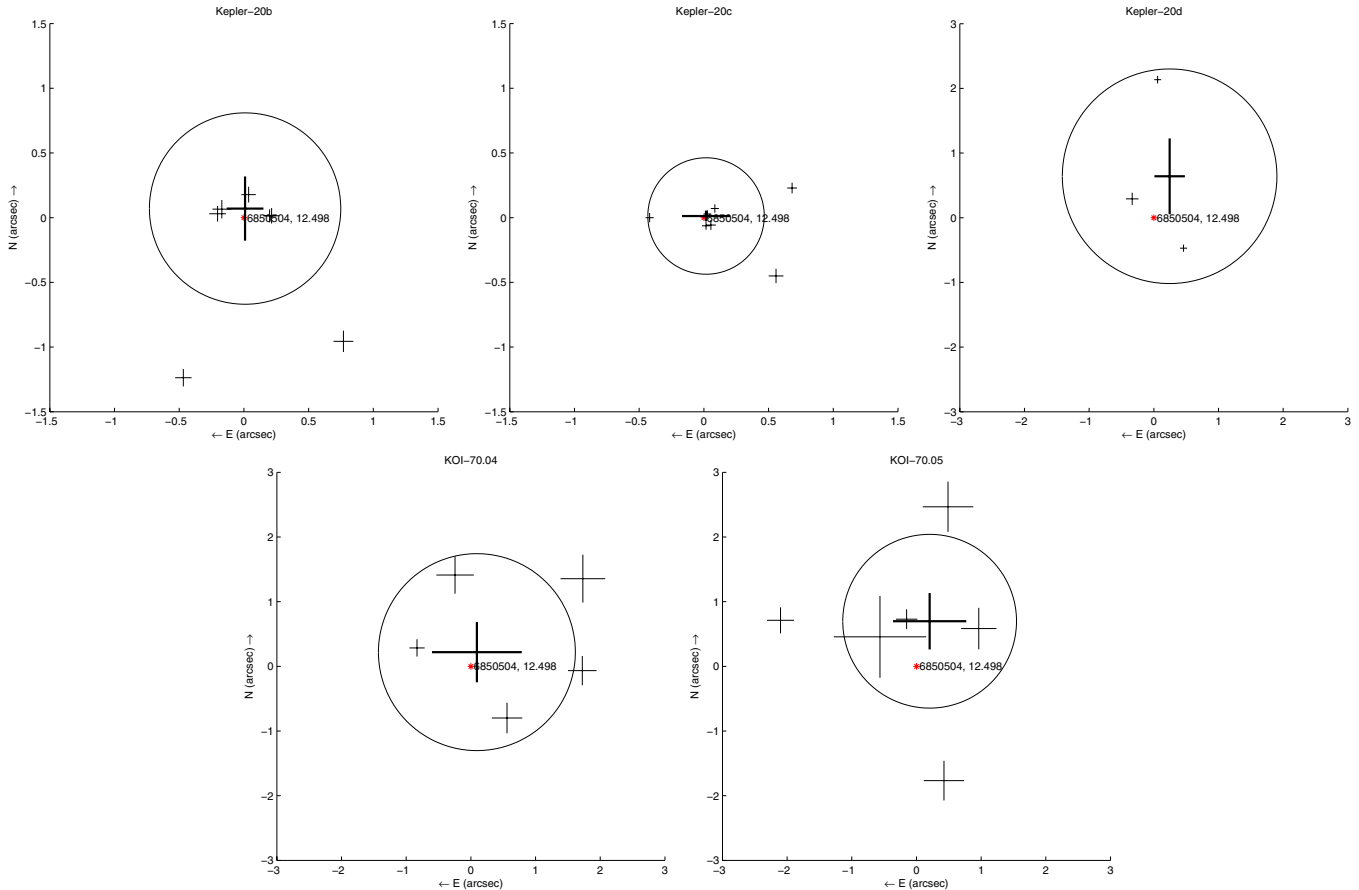 Kepler−20b
1.5
1
0.5
0
−0.5
−1
−1.5
N (arcsec) →
6850504, 12.498
−1.5 −1 −0.5 0 0.5 1 1.5
← E (arcsec)
Kepler−20c
1.5
1
0.5
0
−0.5
−1
−1.5
N (arcsec) →
6850504, 12.498
−1.5 −1 −0.5 0 0.5 1 1.5
← E (arcsec)
Kepler−20d
3
2
1
0
−1
−2
−3
N (arcsec) →
6850504, 12.498
−3 −2 −1 0 1 2 3
← E (arcsec)
KOI−70.04
3
2
1
0
−1
−2
−3
N (arcsec) →
6850504, 12.498
−3 −2 −1 0 1 2 3
← E (arcsec)
KOI−70.05
3
2
1
0
−1
−2
−3
N (arcsec) →
6850504, 12.498
−3 −2 −1 0 1 2 3
← E (arcsec)